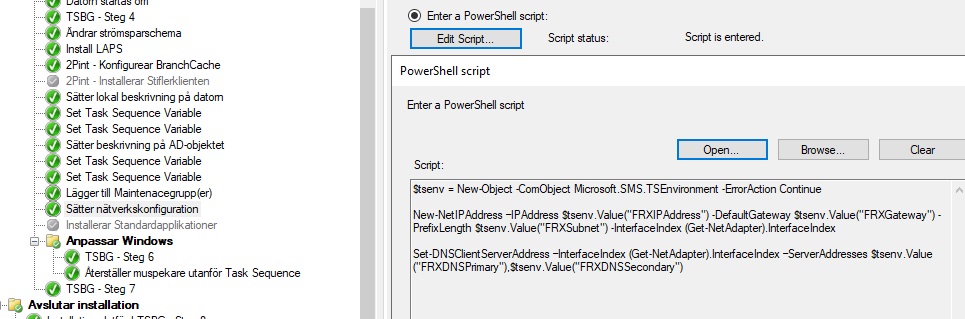 Datorn startas om
TSBG - Steg 4
Ändrar strömsparschema
Install LAPS
2Pint - Konfigurear BranchCache
2Pint - Installerar Stiflerklienten
Sätter lokal beskrivning på datorn
Set Task Sequence Variable
Set Task Sequence Variable
Sätter beskrivning på AD-objektet
Set Task Sequence Variable
Set Task Sequence Variable
Lägger till Maintenacegrupp(er)
Sätter nätverkskonfiguration
Installerar Standardapplikationer
Anpassar Windows
TSBG - Steg 6
Återställer muspekare utanför Task Sequence
TSBG - Steg 7
Avslutar installation
Enter a PowerShell script:
Edit Script...
Script status:
Script is entered.
PowerShell script
Enter a PowerShell script
Open...
Browse...
Clear
Script:
$tsenv = New-Object -ComObject Microsoft.SMS.TSEnvironment -ErrorAction Continue
New-NetIPAddress –IPAddress $tsenv.Value("FRXIPAddress") -DefaultGateway $tsenv.Value("FRXGateway") -
PrefixLength $tsenv.Value("FRXSubnet") -InterfaceIndex (Get-NetAdapter).InterfaceIndex
Set-DNSClientServerAddress –InterfaceIndex (Get-NetAdapter).InterfaceIndex –ServerAddresses $tsenv.Value
("FRXDNSPrimary"),$tsenv.Value("FRXDNSSecondary")